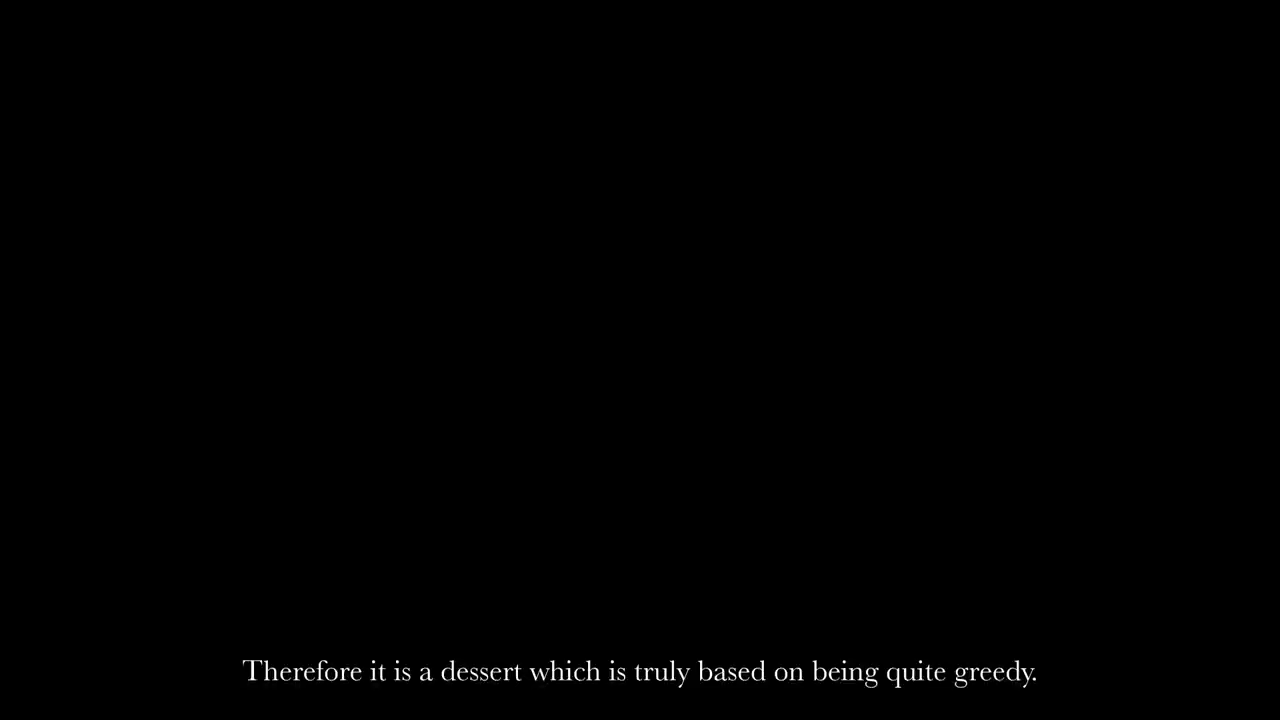 Therefore it is a dessert which is truly based on being quite greedy.